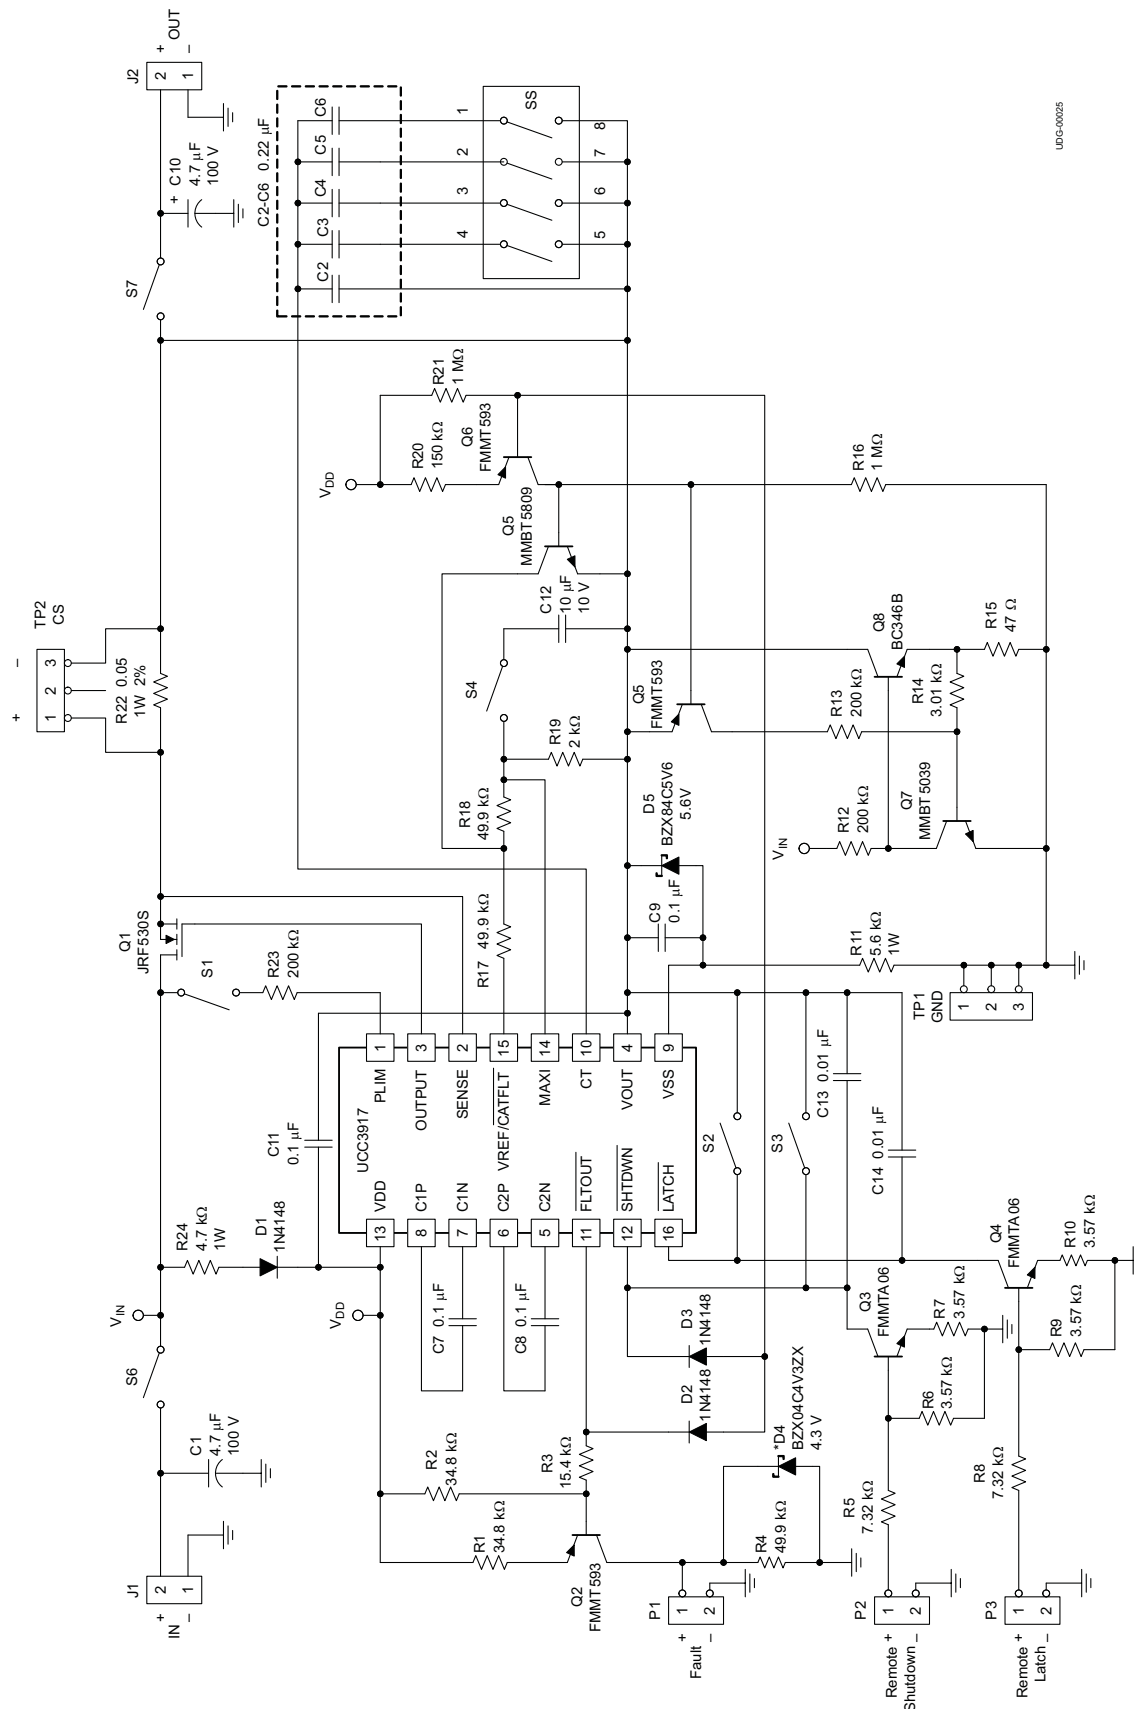 J1
2
1
+
IN
–
C1
4.7 µF
100 V
S6
VIN
R24
4.7 kΩ
1W
D1
1N4148
C11
0.1 µF
S1
R23
200 kΩ
Q1
JRF530S
TP2
CS
+
–
1
2
3
R22 0.05
1W 2%
S7
+
C10
4.7 µF
100 V
J2
2
1
+
OUT
–
C2-C6 0.22 µF
C2
C3
C4
C5
C6
4
3
2
1
SS
5
6
7
8
VDD
R20
150 kΩ
R21
1 MΩ
Q6
FMMT593
Q5
MMBT5809
C12
10 µF
10 V
S4
R19
2 kΩ
R18
49.9 kΩ
R17 49.9 kΩ
VDD
UCC3917
13
VDD
8
C1P
7
C1N
6
C2P
5
C2N
11
FLTOUT
12
SHTDWN
16
LATCH
1
PLIM
3
OUTPUT
2
SENSE
15
VREF/CATFLT
14
MAXI
10
CT
4
VOUT
9
VSS
C7 0.1 µF
C8 0.1 µF
R2
34.8 kΩ
R1
34.8 kΩ
R3
15.4 kΩ
Q2
FMMT593
D3
1N4148
D2
1N4148
*D4
BZX04C4V3ZX
4.3 V
R4
49.9 kΩ
P1
1
2
+
Fault
–
S2
S3
C13 0.01 µF
C14 0.01 µF
C9
0.1 µF
D5
BZX84C5V6
5.6V
R11
5.6 kΩ
1W
TP1
GND
1
2
3
Q5
FMMT593
R13
200 kΩ
VIN
R12
200 kΩ
Q7
MMBT5039
R14
3.01 kΩ
Q8
BC346B
R15
47 Ω
R16
1 MΩ
Q3
FMMTA06
R7
3.57 kΩ
R6
3.57 kΩ
R5
7.32 kΩ
P2
1
2
Remote +
Shutdown –
Q4
FMMTA06
R10
3.57 kΩ
R9
3.57 kΩ
R8
7.32 kΩ
P3
1
2
Remote +
Latch –
UDG-00025